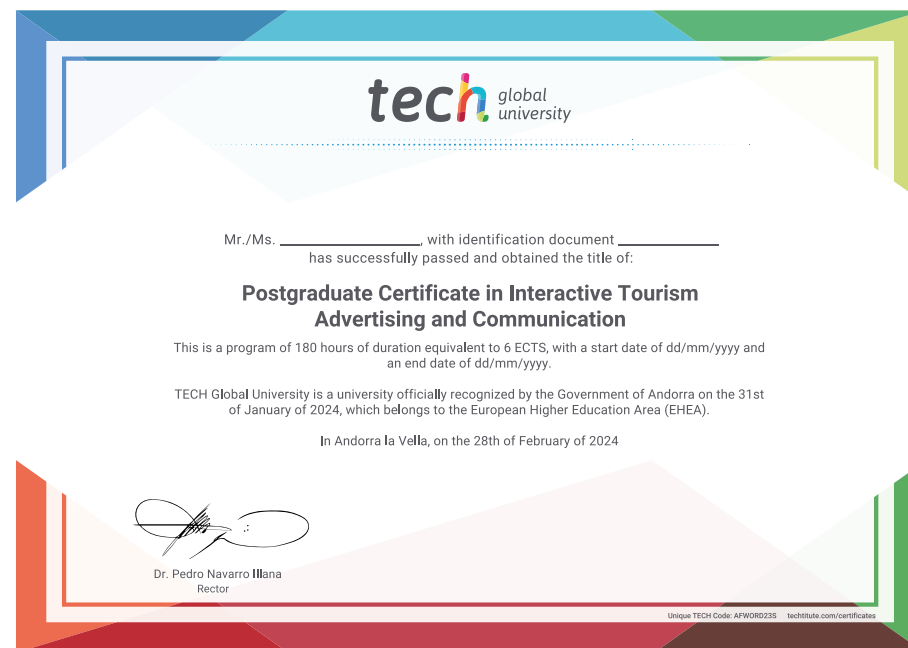 tech global university
Mr./Ms. ____________________, with identification document ______________
has successfully passed and obtained the title of:
Postgraduate Certificate in Interactive Tourism
Advertising and Communication
This is a program of 180 hours of duration equivalent to 6 ECTS, with a start date of dd/mm/yyyy and
an end date of dd/mm/yyyy.
TECH Global University is a university officially recognized by the Government of Andorra on the 31st
of January of 2024, which belongs to the European Higher Education Area (EHEA).
In Andorra la Vella, on the 28th of February of 2024
Dr. Pedro Navarro Illana
Rector
Unique TECH Code: AFWORD23S techtitute.com/certificates